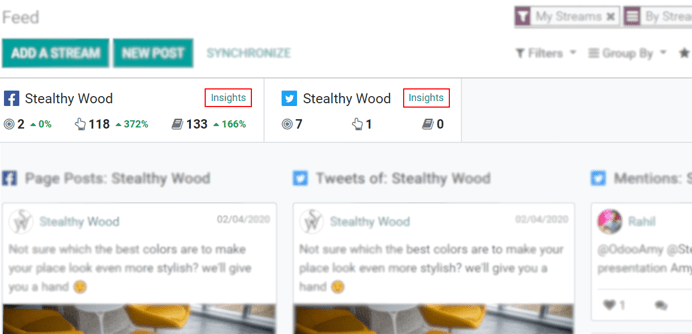 Feed
My Streams ×
By Stream
ADD A STREAM NEW POST SYNCHRONIZE
Filters Group By
Stealthy Wood Insights
2 0% 118 372% 133 166%
Stealthy Wood Insights
7 1 0
Page Posts: Stealthy Wood
Stealthy Wood 02/04/2020
Not sure which the best colors are to make
your place look even more stylish? we'll give
you a hand 🙂
Tweets of: Stealthy Wood
Stealthy Wood 02/04/2020
Not sure which the best colors are to make your
place look even more stylish? we'll give you a
hand 🙂
Mentions: S
Rahil
@OdooAmy @Ste
presentation Amy
1